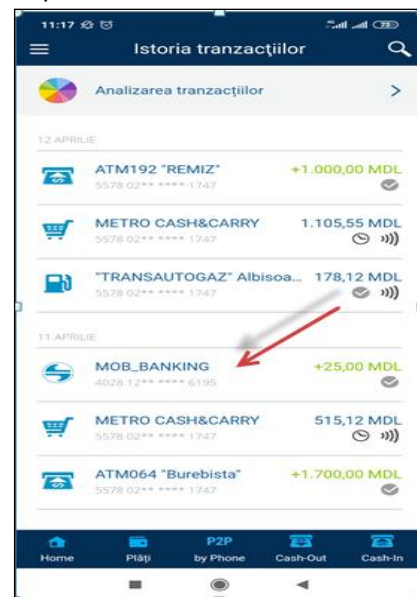 11:17
73
Istoria tranzacţiilor
Analizarea tranzacțiilor
12 APRILIE
ATM192 "REMIZ" +1.000,00 MDL
5578 02** **** 1747
METRO CASH&CARRY 1.105,55 MDL
5578 02** **** 1747
"TRANSAUTOGAZ" Albisoa... 178,12 MDL
5578 02** **** 1747
11 APRILIE
MOB_BANKING +25,00 MDL
4028 12** **** 6195
METRO CASH&CARRY 515,12 MDL
5578 02** **** 1747
ATM064 "Burebista" +1.700,00 MDL
5578 02** **** 1747
P2P
Home Plăți by Phone Cash-Out Cash-In